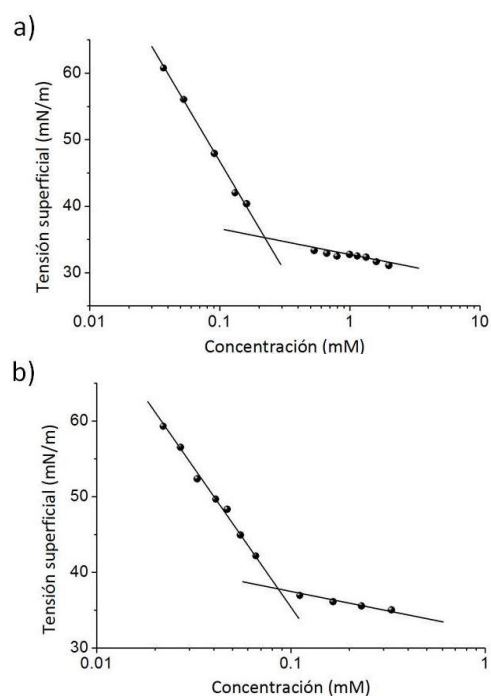 a)
Tensión superficial (mN/m)
60
50
40
30
0.01 0.1 1 10
Concentración (mM)
b)
Tensión superficial (mN/m)
60
50
40
30
0.01 0.1 1
Concentración (mM)